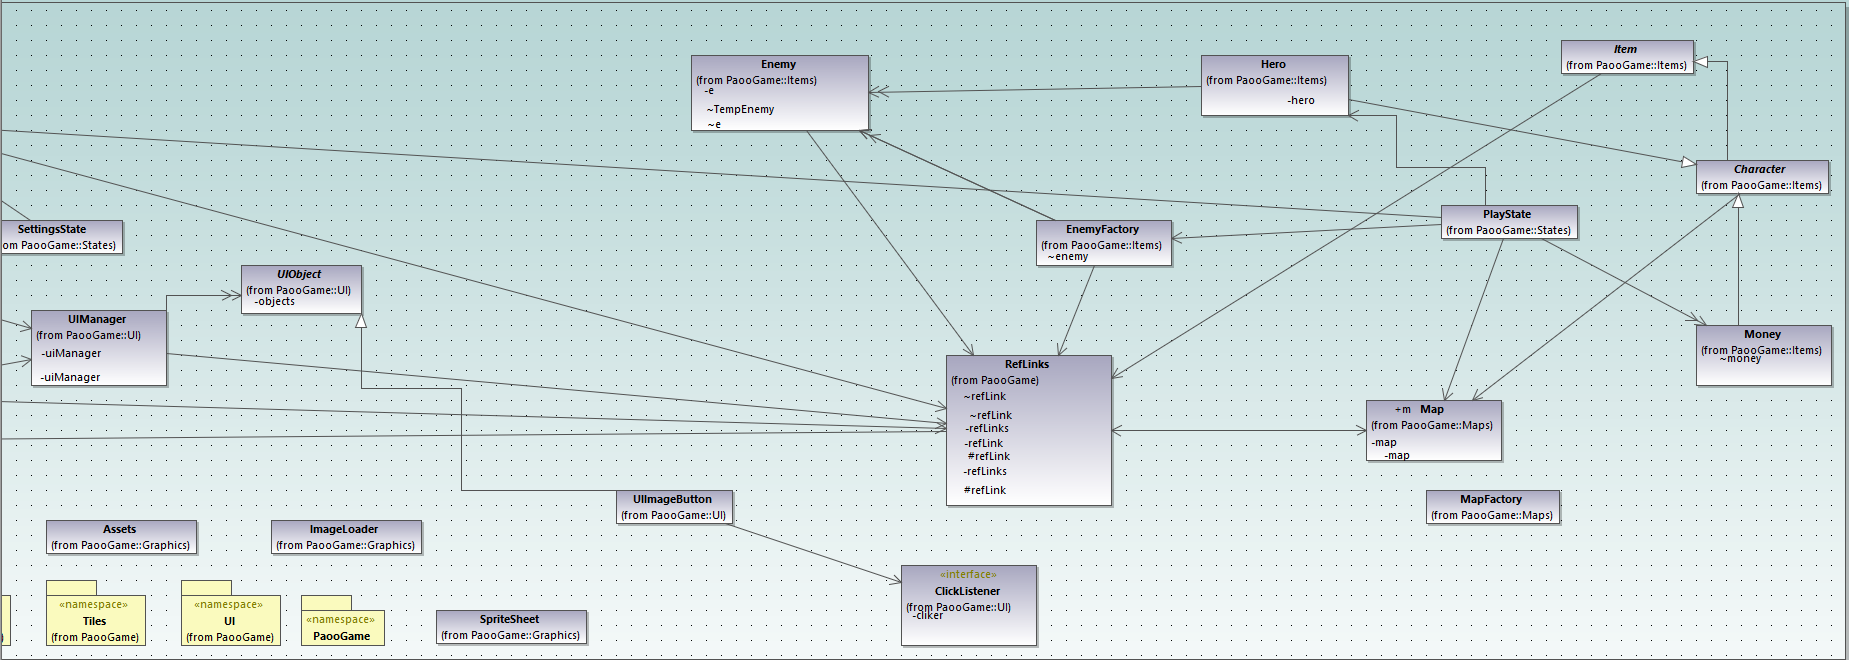 Enemy
(from PaooGame::Items)
-e
~TempEnemy
~e
Hero
(from PaooGame::Items)
-hero
Item
(from PaooGame::Items)
Character
(from PaooGame::Items)
SettingsState
om PaooGame::States)
EnemyFactory
(from PaooGame::Items)
~enemy
PlayState
(from PaooGame::States)
UIObject
(from PaooGame::UI)
-objects
UIManager
(from PaooGame::UI)
-uiManager
-uiManager
RefLinks
(from PaooGame)
~refLink
~refLink
-refLinks
-refLink
#refLink
-refLinks
#refLink
Money
(from PaooGame::Items)
~money
+m Map
(from PaooGame::Maps)
-map
-map
UIImageButton
(from PaooGame::UI)
MapFactory
(from PaooGame::Maps)
Assets
(from PaooGame::Graphics)
ImageLoader
(from PaooGame::Graphics)
«interface»
ClickListener
(from PaooGame::UI)
-cliker
)
«namespace»
Tiles
(from PaooGame)
«namespace»
UI
(from PaooGame)
«namespace»
PaooGame
SpriteSheet
(from PaooGame::Graphics)